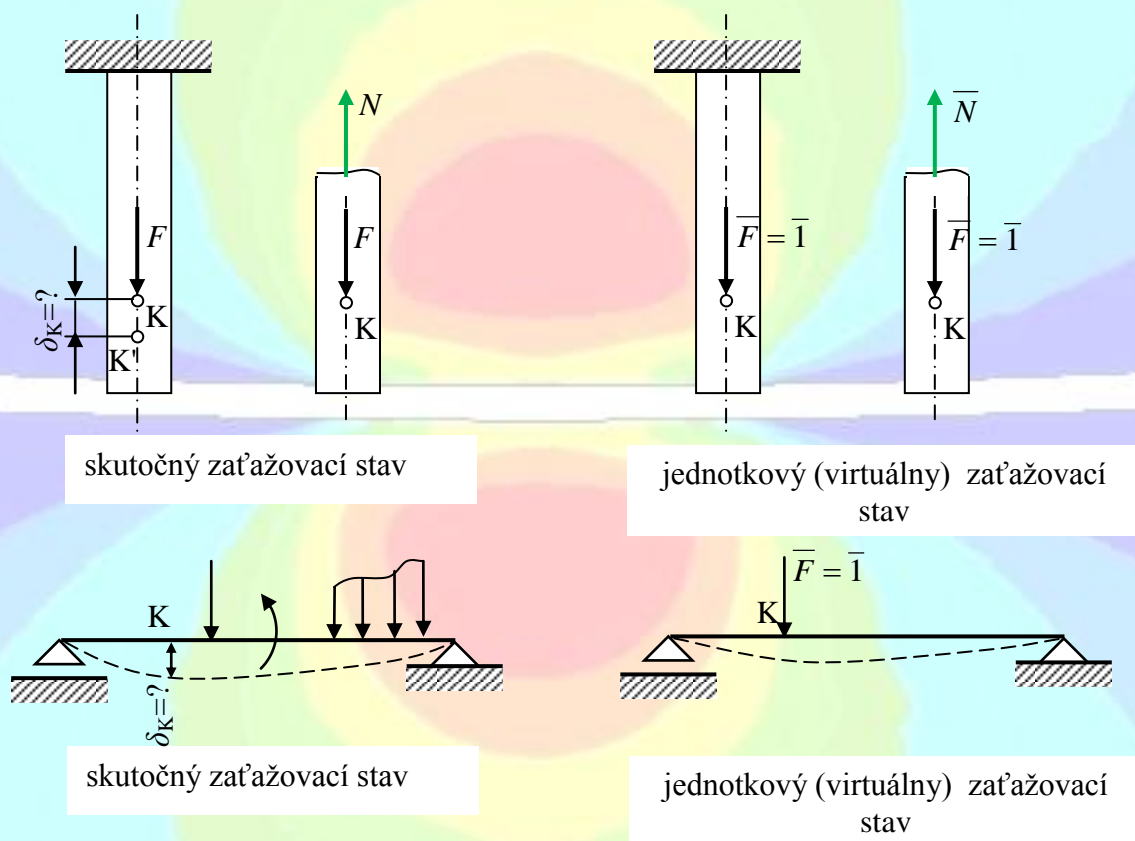 N
N̅
F
F
F̅ = 1̅
F̅ = 1̅
δK=?
K
K
K
K
K'
skutočný zaťažovací stav
jednotkový (virtuálny) zaťažovací
stav
F̅ = 1̅
K
K
δK=?
skutočný zaťažovací stav
jednotkový (virtuálny) zaťažovací
stav